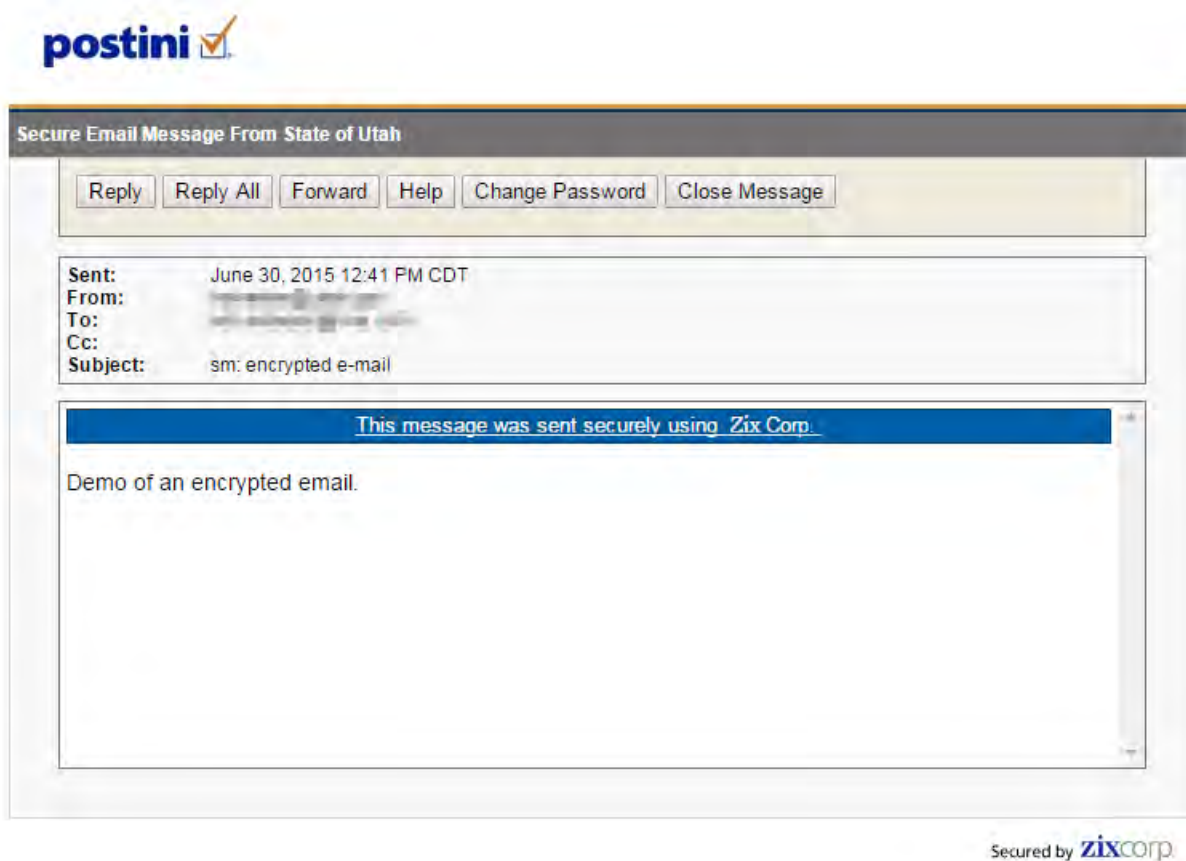 postini
Secure Email Message From State of Utah
Reply Reply All Forward Help Change Password Close Message
Sent: June 30, 2015 12:41 PM CDT
From:
To:
Cc:
Subject: sm: encrypted e-mail
This message was sent securely using Zix Corp.
Demo of an encrypted email.
Secured by zixcorp